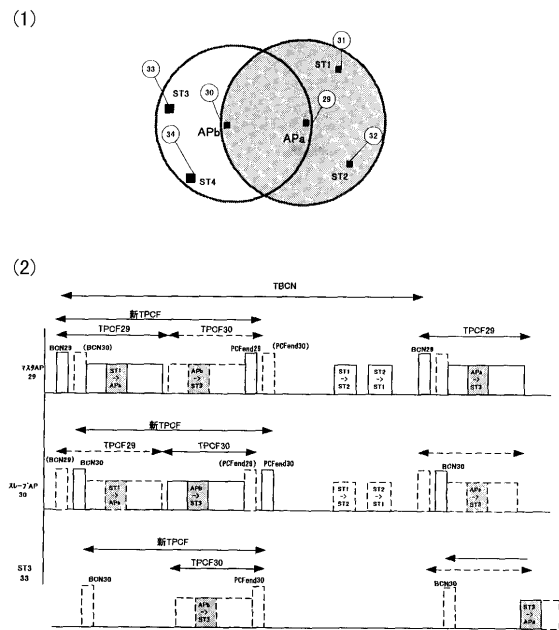 (1)
31
ST1
33
30
29
ST3
APb
APa
34
32
ST4
ST2
(2)
TBCN
新TPCF
TPCF29
TPCF30
TPCF29
BCN29
(BCN30)
PCFend29
(PCFend30)
BCN29
マスタAP
29
ST1
→
APa
APb
→
ST3
ST1
→
ST2
ST2
→
ST1
APa
→
ST3
新TPCF
TPCF29
TPCF30
(BCN29)
BCN30
(PCFend29)
PCFend30
BCN30
スレーブAP
30
ST1
→
APa
APb
→
ST3
ST1
→
ST2
ST2
→
ST1
APa
→
ST3
新TPCF
TPCF30
ST3
33
BCN30
PCFend30
BCN30
APb
→
ST3
ST3
→
APa